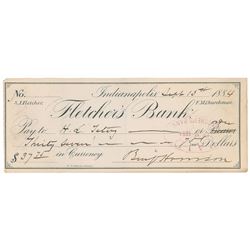 No. Indianapolis Sept 13th 1884
S.J. Fletcher. F.M. Churchman.
Fletcher's Bank
Pay to H. L. or
Thirty Seven Dollars
$ 37 in Currency. Benj Harrison